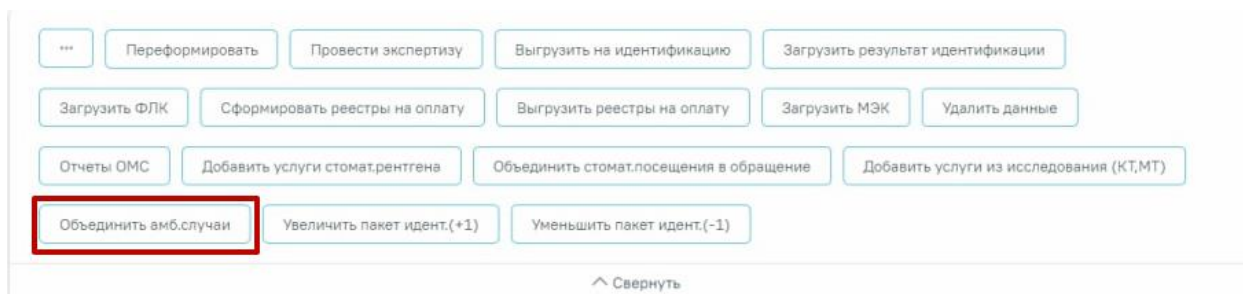 ... Переформировать Провести экспертизу Выгрузить на идентификацию Загрузить результат идентификации
Загрузить ФЛК Сформировать реестры на оплату Выгрузить реестры на оплату Загрузить МЭК Удалить данные
Отчеты ОМС Добавить услуги стомат.рентгена Объединить стомат.посещения в обращение Добавить услуги из исследования (КТ,МТ)
Объединить амб.случаи Увеличить пакет идент.(+1) Уменьшить пакет идент.(-1)
Свернуть